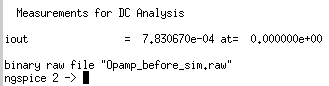 Measurements for DC Analysis
iout = 7.830670e-04 at= 0.000000e+00
binary raw file "Opamp_before_sim.raw"
ngspice 2 ->